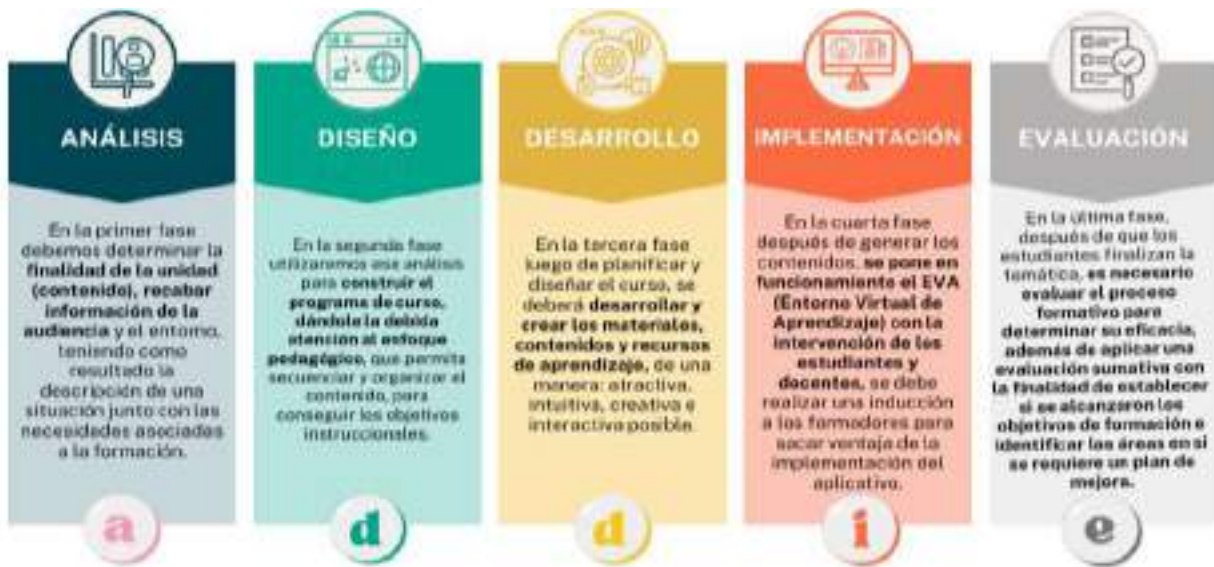 ANÁLISIS
En la primer fase
debemos determinar la
finalidad de la unidad
(contenido), recabar
información de la
audiencia y el entorno,
teniendo como
resultado la
descripción de una
situación junto con las
necesidades asociadas
a la formación.
a
DISEÑO
En la segunda fase
utilizaremos ese análisis
para construir el
programa de curso,
dándole la debida
atención al enfoque
pedagógico, que permita
secuenciar y organizar el
contenido, para
conseguir los objetivos
instruccionales.
d
DESARROLLO
En la tercera fase
luego de planificar y
diseñar el curso, se
deberá desarrollar y
crear los materiales,
contenidos y recursos
de aprendizaje, de una
manera: atractiva,
intuitiva, creativa e
interactiva posible.
d
IMPLEMENTACIÓN
En la cuarta fase
después de generar los
contenidos, se pone en
funcionamiento el EVA
(Entorno Virtual de
Aprendizaje) con la
intervención de los
estudiantes y
docentes, se debe
realizar una inducción
a los formadores para
sacar ventaja de la
implementación del
aplicativo.
i
EVALUACIÓN
En la última fase,
después de que los
estudiantes finalizan la
temática, es necesario
evaluar el proceso
formativo para
determinar su eficacia,
además de aplicar una
evaluación sumativa con
la finalidad de establecer
si se alcanzaron los
objetivos de formación e
identificar las áreas en si
se requiere un plan de
mejora.
e